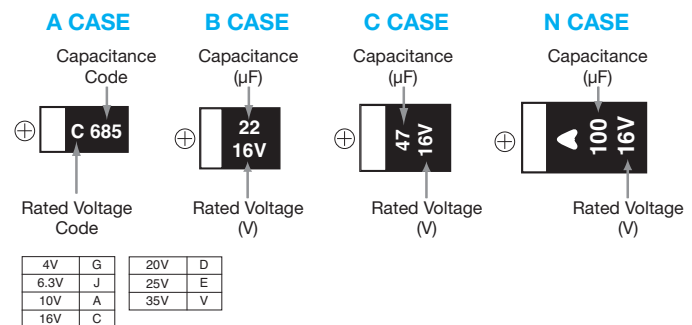 A CASE
B CASE
C CASE
N CASE
Capacitance
Code
Capacitance
(µF)
Capacitance
(µF)
Capacitance
(µF)
C 685
22
16V
47
16V
100
16V
Rated Voltage
Code
Rated Voltage
(V)
Rated Voltage
(V)
Rated Voltage
(V)
4V G 20V D
6.3V J 25V E
10V A 35V V
16V C